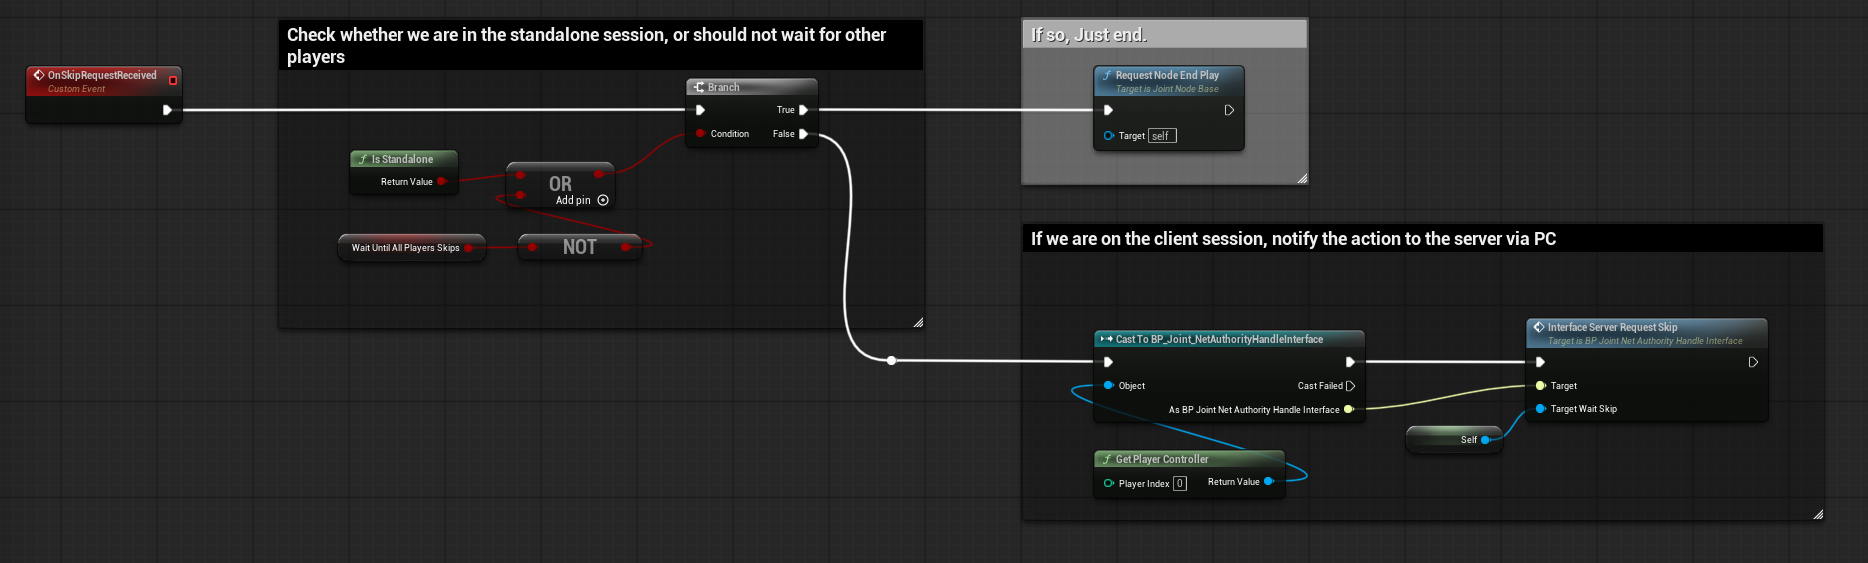 Check whether we are in the standalone session, or should not wait for other
players
OnSkipRequestReceived
Custom Event
Branch
True
Condition
False
Is Standalone
Return Value
OR
Add pin
Wait Until All Players Skips
NOT
If so, Just end.
Request Node End Play
Target is Joint Node Base
Target
self
If we are on the client session, notify the action to the server via PC
Cast To BP_Joint_NetAuthorityHandleInterface
Object
Cast Failed
As BP Joint Net Authority Handle Interface
Get Player Controller
Player Index
0
Return Value
Interface Server Request Skip
Target is BP Joint Net Authority Handle Interface
Target
Target Wait Skip
Self